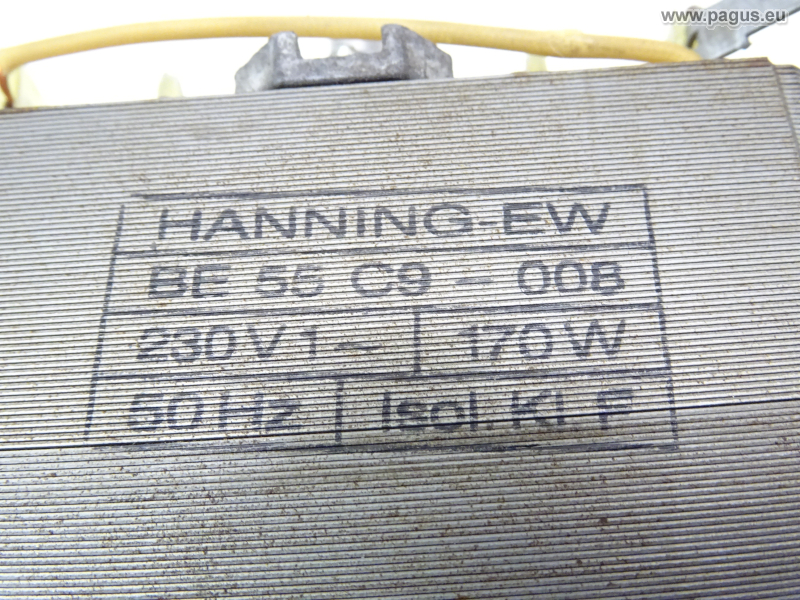 www.pagus.eu
HANNING-EW
BE 55 C9 - 008
230V 1~ 170W
50Hz Isol. Kl. F